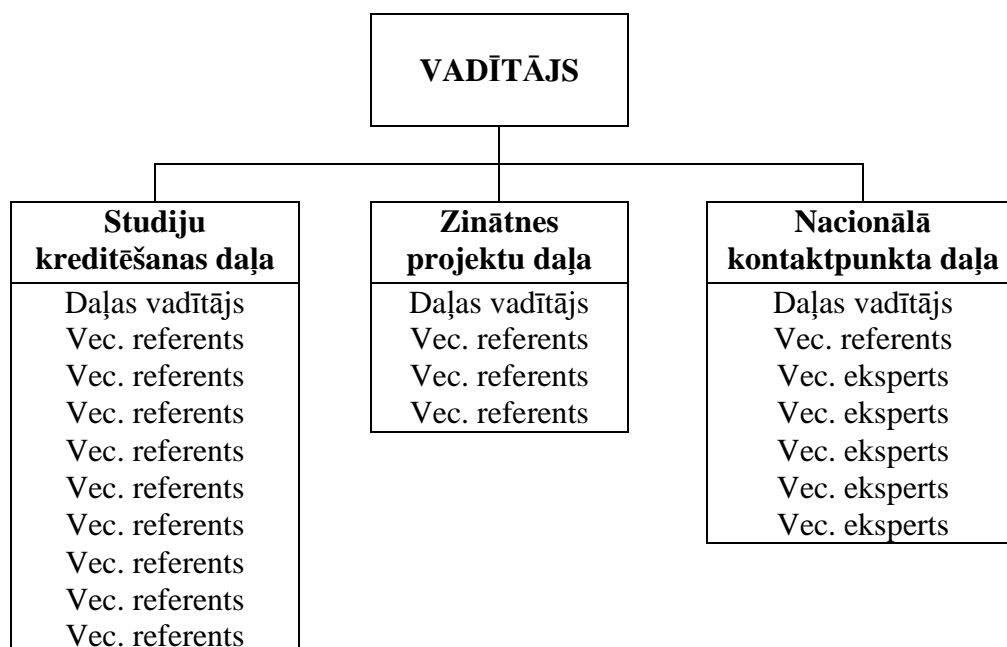 VADĪTĀJS
Studiju
kreditēšanas daļa
Daļas vadītājs
Vec. referents
Vec. referents
Vec. referents
Vec. referents
Vec. referents
Vec. referents
Vec. referents
Vec. referents
Vec. referents
Zinātnes
projektu daļa
Daļas vadītājs
Vec. referents
Vec. referents
Vec. referents
Nacionālā
kontaktpunkta daļa
Daļas vadītājs
Vec. referents
Vec. eksperts
Vec. eksperts
Vec. eksperts
Vec. eksperts
Vec. eksperts